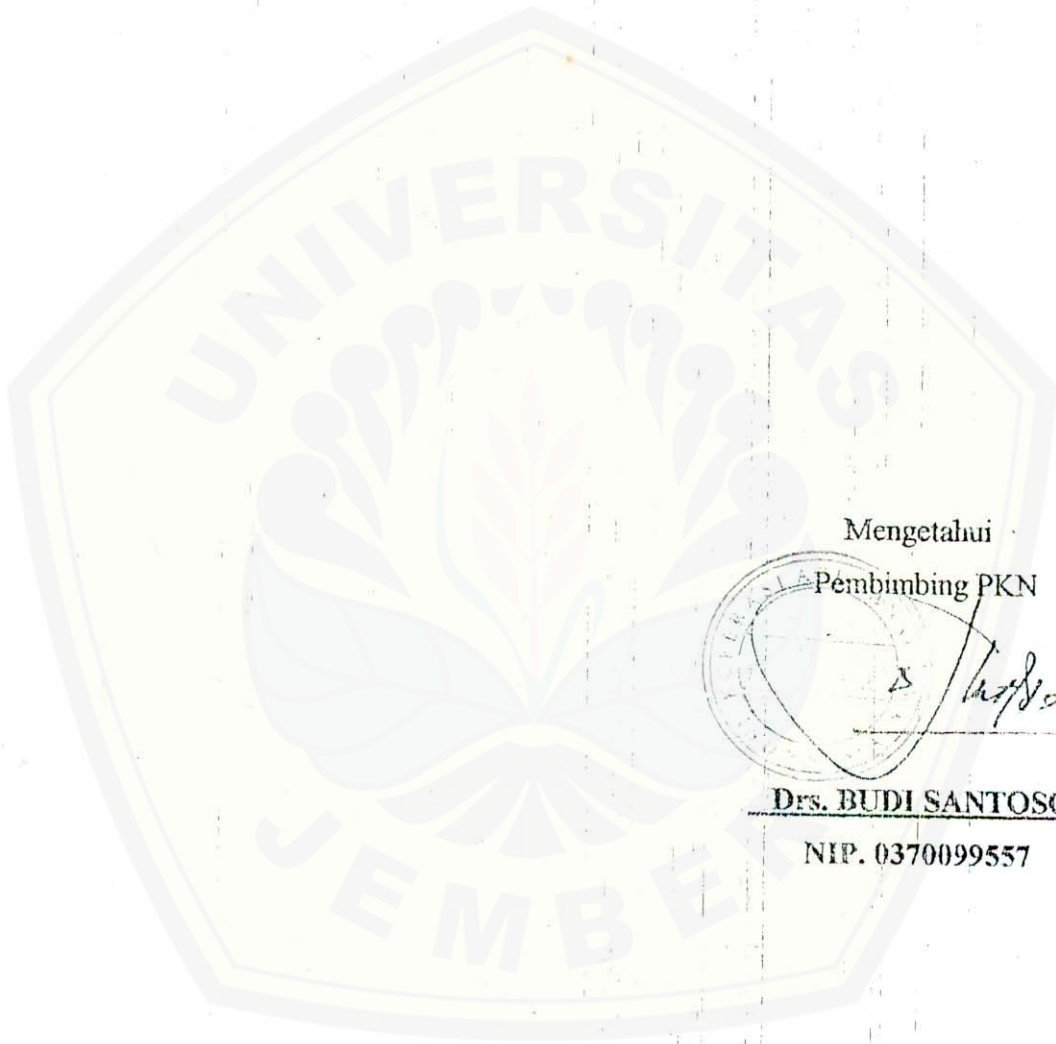 UNIVERSITAS
Mengetahui
Pembimbing PKN
Drs. BUDI SANTOSO
NIP. 0370099557
JEMBER